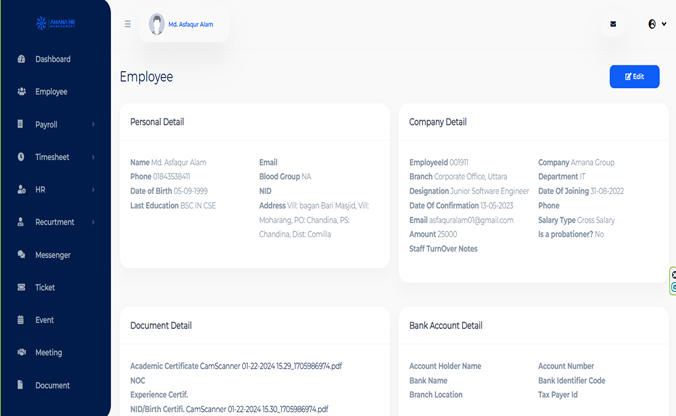 AMANA HR
MANAGEMENT
Md. Asfaqur Alam
Dashboard
Employee
Payroll
Timesheet
HR
Recurtment
Messenger
Ticket
Event
Meeting
Document
Employee
Edit
Personal Detail
Name Md. Asfaqur Alam
Phone 01843538411
Date of Birth 05-09-1999
Last Education BSC IN CSE
Email
Blood Group NA
NID
Address Vill: bagan Bari Masjid, Vill:
Moharang, PO: Chandina, PS:
Chandina, Dist: Comilla
Company Detail
EmployeeId 001911
Branch Corporate Office, Uttara
Designation Junior Software Engineer
Date Of Confirmation 13-05-2023
Email asfaquralam01@gmail.com
Amount 25000
Staff TurnOver Notes
Company Amana Group
Department IT
Date Of Joining 31-08-2022
Phone
Salary Type Gross Salary
Is a probationer? No
Document Detail
Academic Certificate CamScanner 01-22-2024 15.29_1705986974.pdf
NOC
Experience Certif.
NID/Birth Certifi. CamScanner 01-22-2024 15.30_1705986974.pdf
Bank Account Detail
Account Holder Name
Bank Name
Branch Location
Account Number
Bank Identifier Code
Tax Payer Id